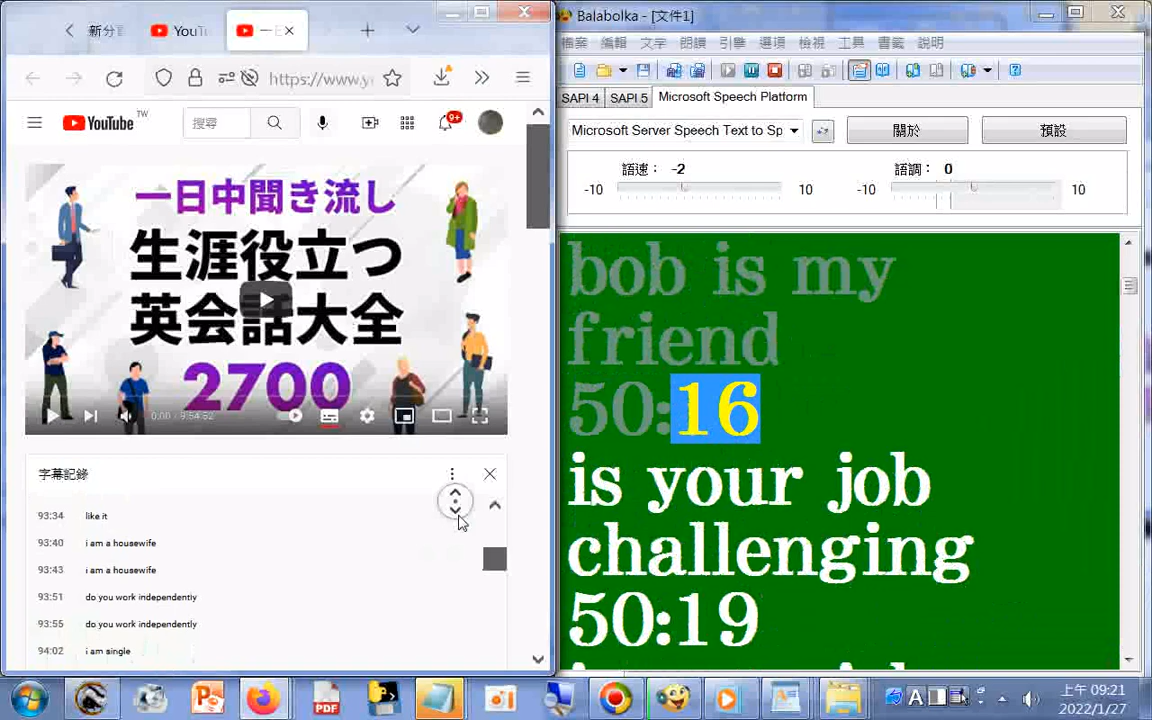 新分
YouT
一日
https://www.y
YouTube TW
搜尋
9+
一日中聞き流し
生涯役立つ
英会話大全
2700
0:00 / 9:54:52
字幕記錄
93:34 like it
93:40 i am a housewife
93:43 i am a housewife
93:51 do you work independently
93:55 do you work independently
94:02 i am single
Balabolka - [文件1]
檔案 編輯 文字 朗讀 引擎 選項 檢視 工具 書籤 說明
SAPI 4 SAPI 5 Microsoft Speech Platform
Microsoft Server Speech Text to Sp
關於 預設
語速： -2 語調： 0
-10 10 -10 10
bob is my
friend
50:16
is your job
challenging
50:19
PDF
A
上午 09:21
2022/1/27